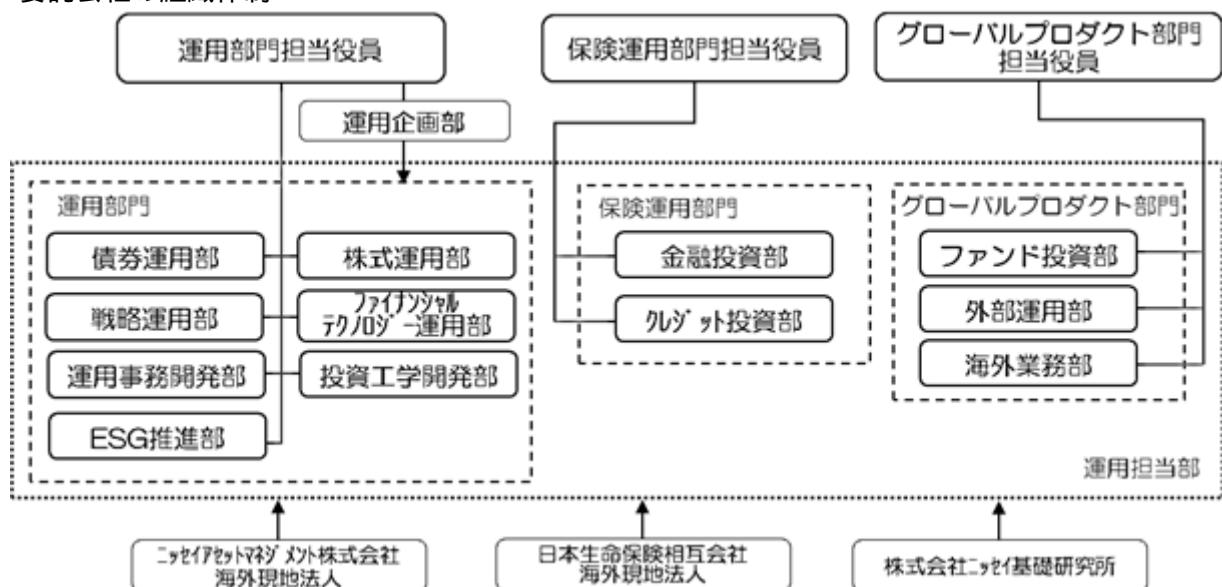 運用部門担当役員
保険運用部門担当役員
グローバルプロダクト部門
担当役員
運用企画部
運用部門
保険運用部門
グローバルプロダクト部門
債券運用部
株式運用部
金融投資部
ファンド投資部
戦略運用部
ファイナンシャル
テクノロジー運用部
クレジット投資部
外部運用部
運用事務開発部
投資工学開発部
海外業務部
ESG推進部
運用担当部
ニッセイアセットマネジメント株式会社
海外現地法人
日本生命保険相互会社
海外現地法人
株式会社ニッセイ基礎研究所